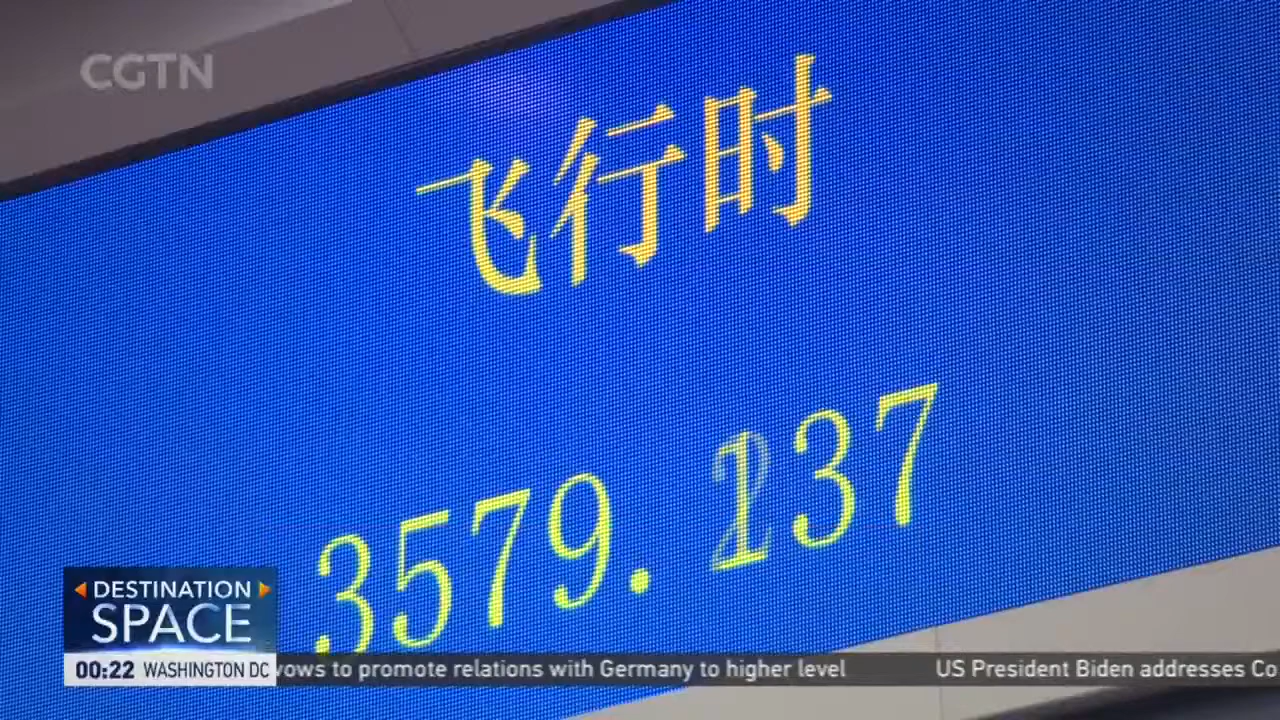 CGTN
飞行时
3579. 137
DESTINATION
SPACE
00:22 WASHINGTON DC
vows to promote relations with Germany to higher level
US President Biden addresses Co